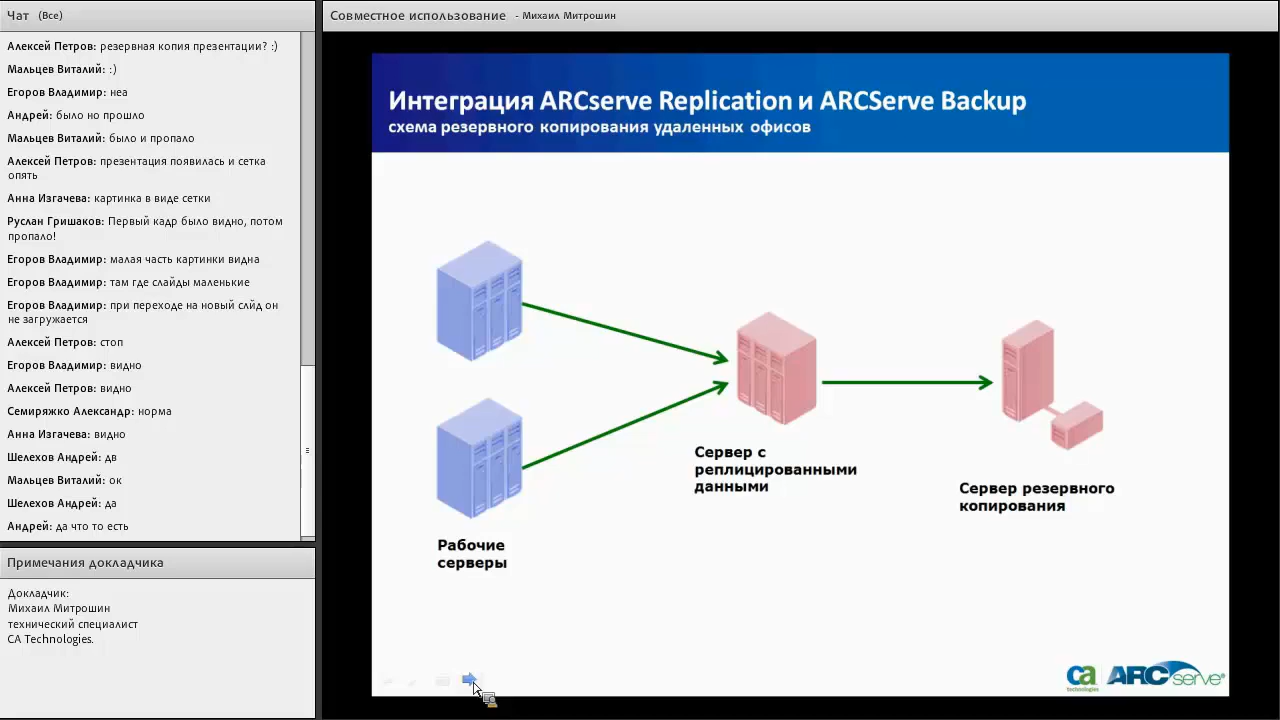 Чат (Все)
Алексей Петров: резервная копия презентации? :)
Мальцев Виталий: :)
Егоров Владимир: неа
Андрей: было но прошло
Мальцев Виталий: было и пропало
Алексей Петров: презентация появилась и сетка
опять
Анна Изгачева: картинка в виде сетки
Руслан Гришаков: Первый кадр было видно, потом
пропало!
Егоров Владимир: малая часть картинки видна
Егоров Владимир: там где слайды маленькие
Егоров Владимир: при переходе на новый слйд он
не загружается
Алексей Петров: стоп
Егоров Владимир: видно
Алексей Петров: видно
Семиряжко Александр: норма
Анна Изгачева: видно
Шелехов Андрей: дв
Мальцев Виталий: ок
Шелехов Андрей: да
Андрей: да что то есть
Примечания докладчика
Докладчик:
Михаил Митрошин
технический специалист
CA Technologies.
Совместное использование - Михаил Митрошин
Интеграция ARCserve Replication и ARCServe Backup
схема резервного копирования удаленных офисов
Рабочие
серверы
Сервер с
реплицированными
данными
Сервер резервного
копирования
ca
technologies
ARCserve®